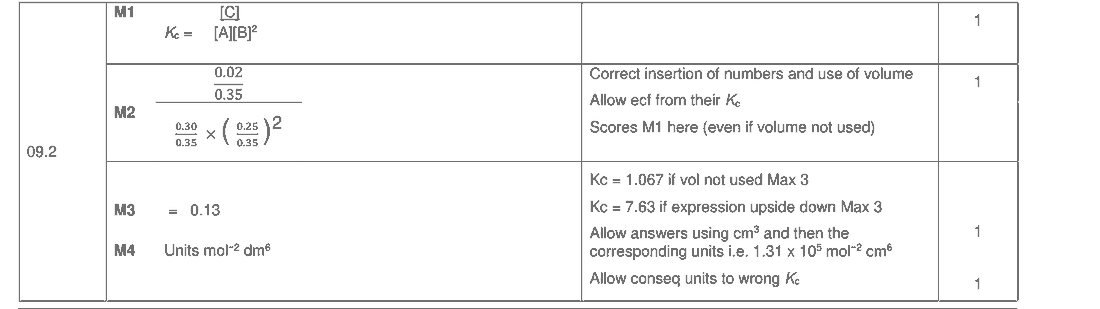 09.2
M1 [C]
Kc = [A][B]²
1
M2
0.02
0.35
0.30 × ( 0.25 )²
0.35 0.35
Correct insertion of numbers and use of volume
Allow ecf from their Kc
Scores M1 here (even if volume not used)
1
M3 = 0.13
M4 Units mol⁻² dm⁶
Kc = 1.067 if vol not used Max 3
Kc = 7.63 if expression upside down Max 3
Allow answers using cm³ and then the
corresponding units i.e. 1.31 x 10⁵ mol⁻² cm⁶
Allow conseq units to wrong Kc
1
1